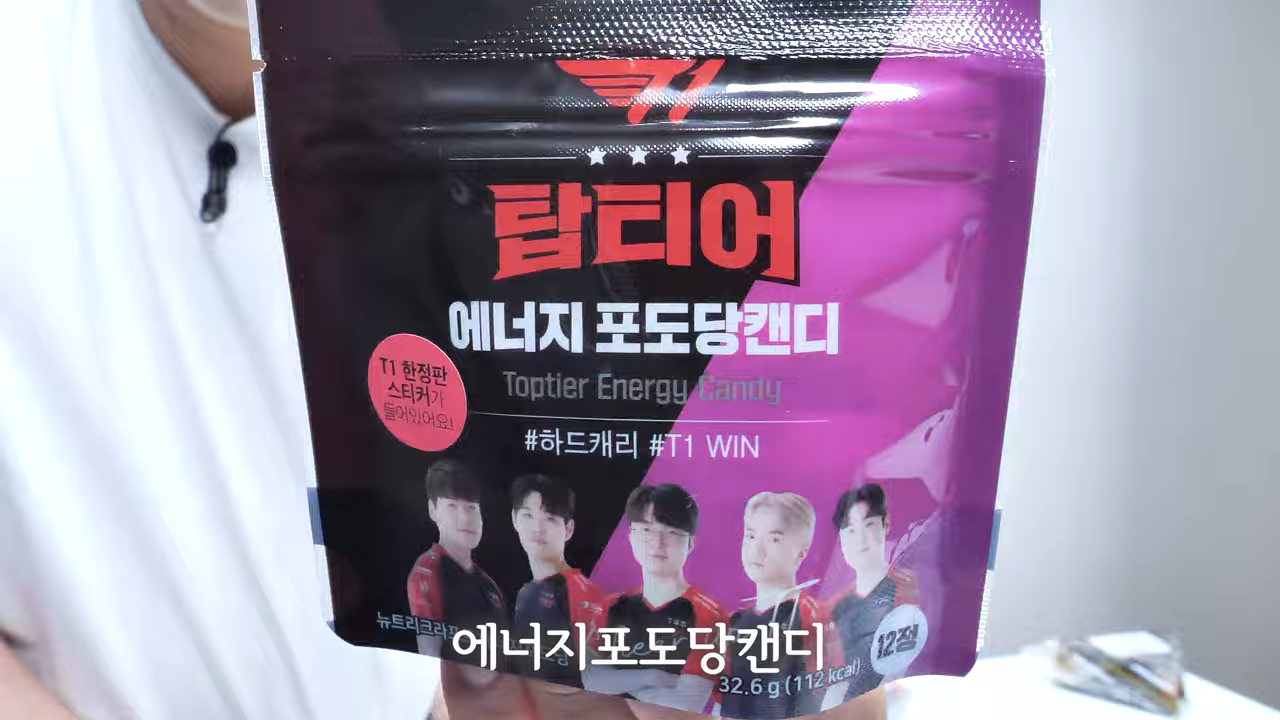 T1
탑티어
에너지 포도당캔디
Toptier Energy Candy
T1 한정판
스티커가
들어있어요!
#하드캐리 #T1 WIN
12정
32.6 g (112 kcal)
에너지포도당캔디